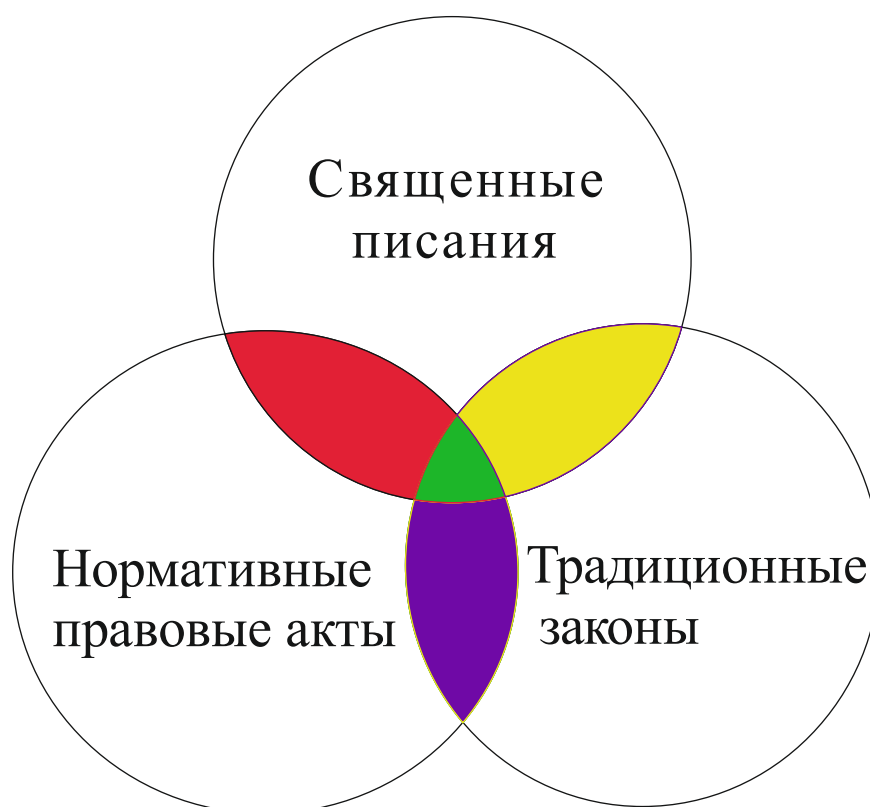 Священные
писания
Нормативные
правовые акты
Традиционные
законы